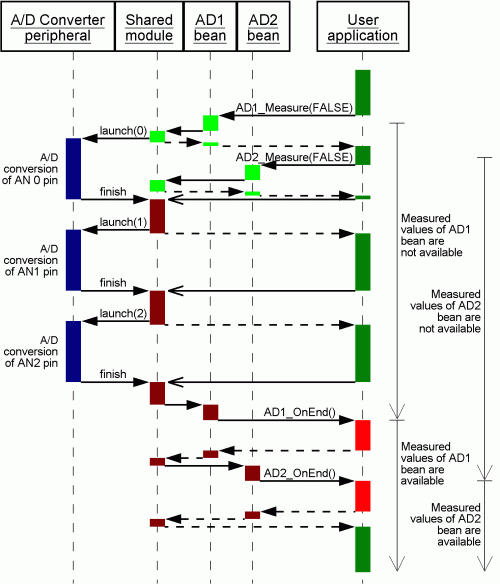 A/D Converter
peripheral
Shared
module
AD1
bean
AD2
bean
User
application
AD1_Measure(FALSE)
launch(0)
AD2_Measure(FALSE)
A/D
conversion
of AN 0 pin
finish
launch(1)
Measured
values of AD1
bean are
not available
A/D
conversion
of AN1 pin
finish
Measured
values of AD2
bean are
not available
launch(2)
A/D
conversion
of AN2 pin
finish
AD1_OnEnd()
Measured
values of AD1
bean are
available
AD2_OnEnd()
Measured
values of AD2
bean are
available